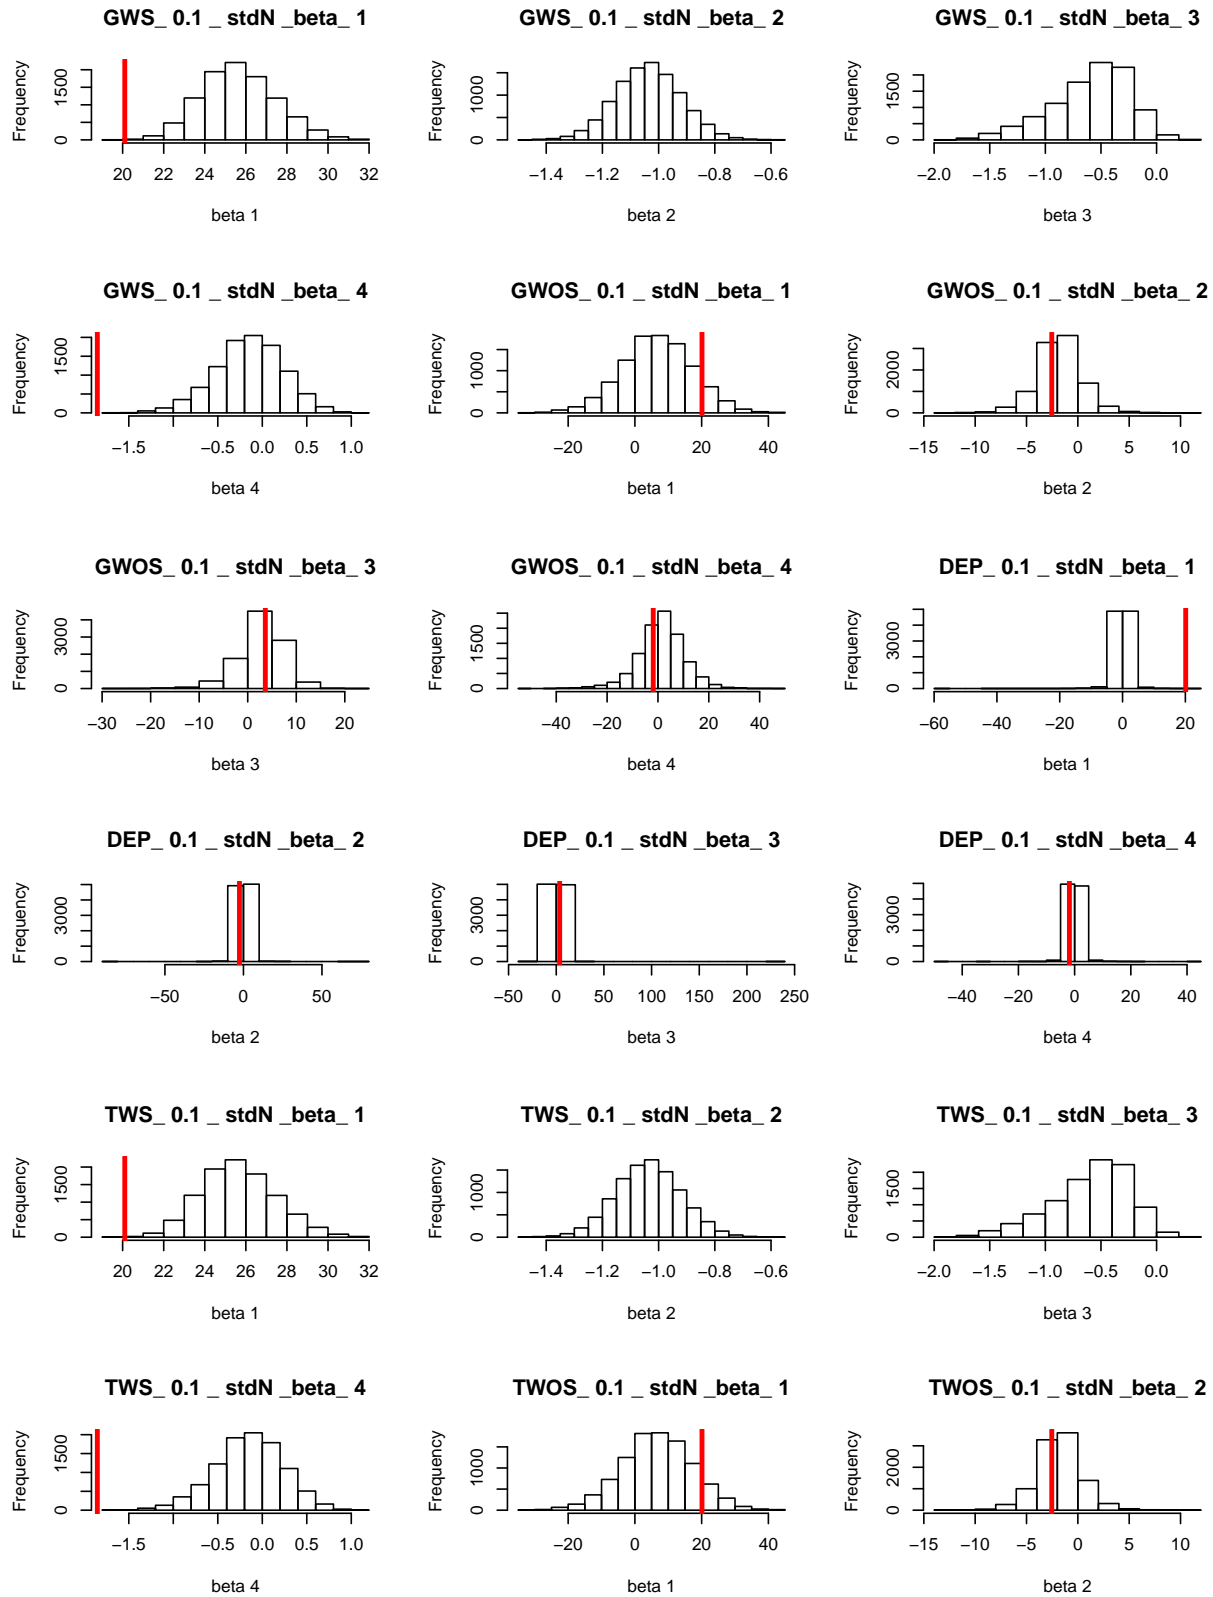 GWS_ 0.1 _ stdN _beta_ 1
Frequency
0 1500
20 22 24 26 28 30 32
beta 1
GWS_ 0.1 _ stdN _beta_ 2
Frequency
0 1000
−1.4 −1.2 −1.0 −0.8 −0.6
beta 2
GWS_ 0.1 _ stdN _beta_ 3
Frequency
0 1500
−2.0 −1.5 −1.0 −0.5 0.0
beta 3
GWS_ 0.1 _ stdN _beta_ 4
Frequency
0 1500
−1.5 −0.5 0.0 0.5 1.0
beta 4
GWOS_ 0.1 _ stdN _beta_ 1
Frequency
0 1000
−20 0 20 40
beta 1
GWOS_ 0.1 _ stdN _beta_ 2
Frequency
0 2000
−15 −10 −5 0 5 10
beta 2
GWOS_ 0.1 _ stdN _beta_ 3
Frequency
0 3000
−30 −20 −10 0 10 20
beta 3
GWOS_ 0.1 _ stdN _beta_ 4
Frequency
0 1500
−40 −20 0 20 40
beta 4
DEP_ 0.1 _ stdN _beta_ 1
Frequency
0 3000
−60 −40 −20 0 20
beta 1
DEP_ 0.1 _ stdN _beta_ 2
Frequency
0 3000
−50 0 50
beta 2
DEP_ 0.1 _ stdN _beta_ 3
Frequency
0 3000
−50 0 50 100 150 200 250
beta 3
DEP_ 0.1 _ stdN _beta_ 4
Frequency
0 3000
−40 −20 0 20 40
beta 4
TWS_ 0.1 _ stdN _beta_ 1
Frequency
0 1500
20 22 24 26 28 30 32
beta 1
TWS_ 0.1 _ stdN _beta_ 2
Frequency
0 1000
−1.4 −1.2 −1.0 −0.8 −0.6
beta 2
TWS_ 0.1 _ stdN _beta_ 3
Frequency
0 1500
−2.0 −1.5 −1.0 −0.5 0.0
beta 3
TWS_ 0.1 _ stdN _beta_ 4
Frequency
0 1500
−1.5 −0.5 0.0 0.5 1.0
beta 4
TWOS_ 0.1 _ stdN _beta_ 1
Frequency
0 1000
−20 0 20 40
beta 1
TWOS_ 0.1 _ stdN _beta_ 2
Frequency
0 2000
−15 −10 −5 0 5 10
beta 2